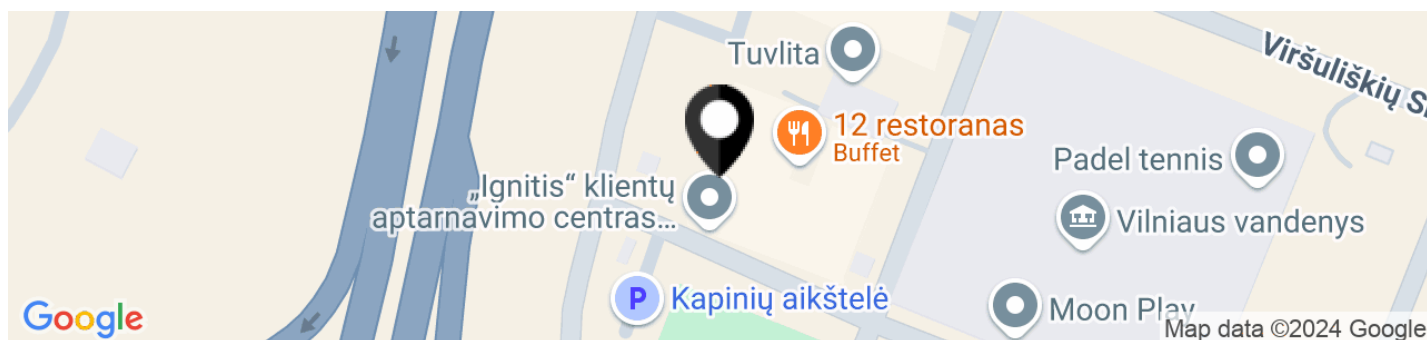 Tuvlita
Viršuliškių
12 restoranas
Buffet
Padel tennis
„Ignitis“ klientų
aptarnavimo centras...
Vilniaus vandenys
P
Kapinių aikštelė
Moon Play
Google
Map data ©2024 Google